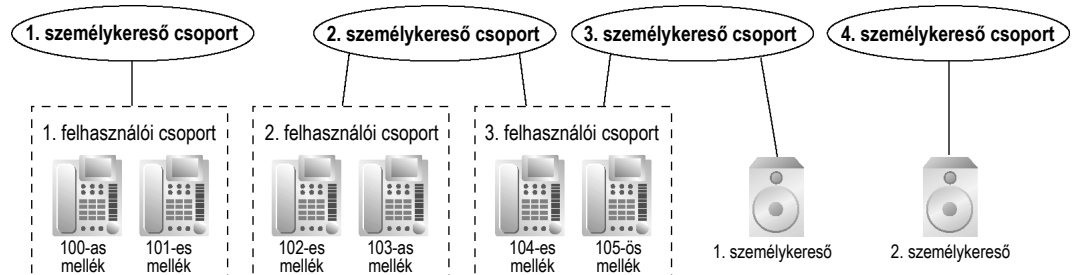 1. személykereső csoport
2. személykereső csoport
3. személykereső csoport
4. személykereső csoport
1. felhasználói csoport
2. felhasználói csoport
3. felhasználói csoport
100-as
mellék
101-es
mellék
102-es
mellék
103-as
mellék
104-es
mellék
105-ös
mellék
1. személykereső
2. személykereső